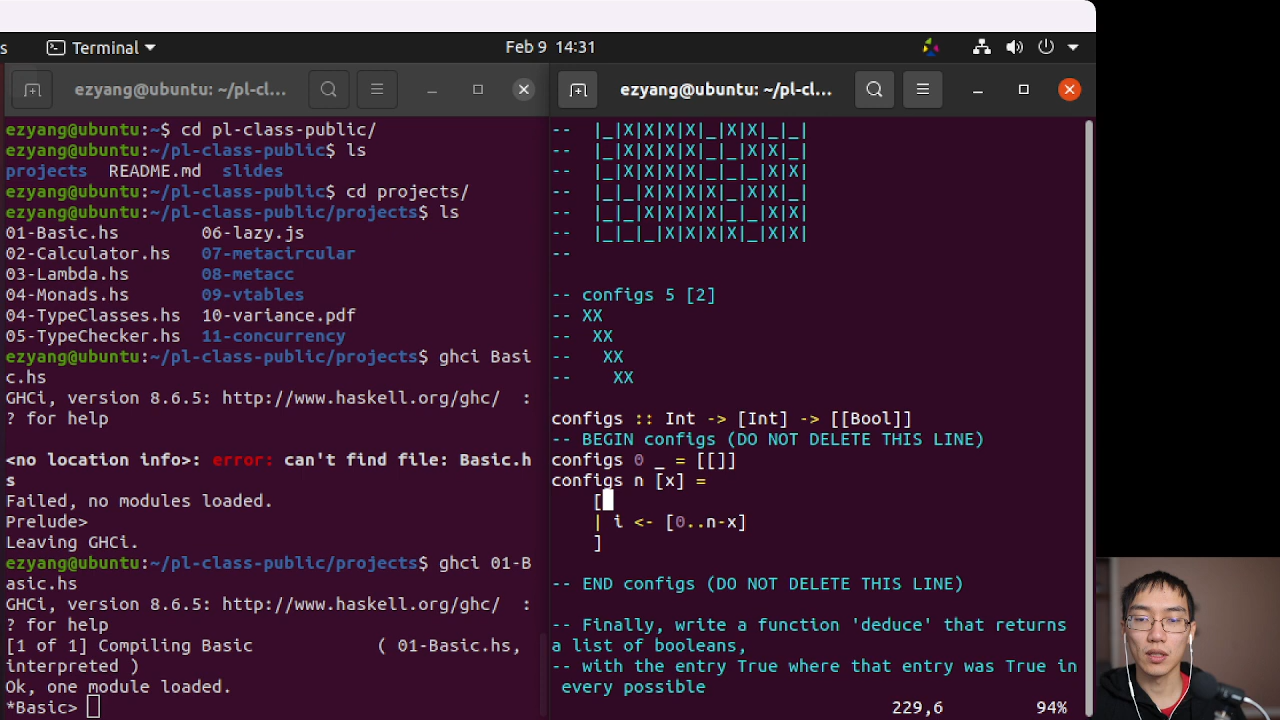 s Terminal Feb 9 14:31
ezyang@ubuntu: ~/pl-cl...
ezyang@ubuntu:~$ cd pl-class-public/
ezyang@ubuntu:~/pl-class-public$ ls
projects README.md slides
ezyang@ubuntu:~/pl-class-public$ cd projects/
ezyang@ubuntu:~/pl-class-public/projects$ ls
01-Basic.hs 06-lazy.js
02-Calculator.hs 07-metacircular
03-Lambda.hs 08-metacc
04-Monads.hs 09-vtables
04-TypeClasses.hs 10-variance.pdf
05-TypeChecker.hs 11-concurrency
ezyang@ubuntu:~/pl-class-public/projects$ ghci Basi
c.hs
GHCi, version 8.6.5: http://www.haskell.org/ghc/ :
? for help
<no location info>: error: can't find file: Basic.h
s
Failed, no modules loaded.
Prelude>
Leaving GHCi.
ezyang@ubuntu:~/pl-class-public/projects$ ghci 01-B
asic.hs
GHCi, version 8.6.5: http://www.haskell.org/ghc/ :
? for help
[1 of 1] Compiling Basic ( 01-Basic.hs,
interpreted )
Ok, one module loaded.
*Basic>
ezyang@ubuntu: ~/pl-cl...
-- |_|X|X|X|X|_|X|X|_|_|
-- |_|X|X|X|X|_|_|X|X|_|
-- |_|X|X|X|X|_|_|_|X|X|
-- |_|_|X|X|X|X|_|X|X|_|
-- |_|_|X|X|X|X|_|_|X|X|
-- |_|_|_|X|X|X|X|_|X|X|
--
-- configs 5 [2]
-- XX
-- XX
-- XX
-- XX
configs :: Int -> [Int] -> [[Bool]]
-- BEGIN configs (DO NOT DELETE THIS LINE)
configs 0 _ = [[]]
configs n [x] =
[
| i <- [0..n-x]
]
-- END configs (DO NOT DELETE THIS LINE)
-- Finally, write a function 'deduce' that returns
a list of booleans,
-- with the entry True where that entry was True in
every possible
229,6 94%